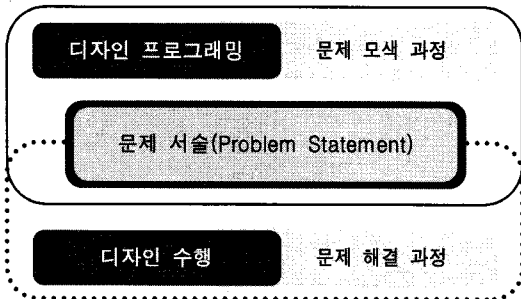 디자인 프로그래밍 문제 모색 과정
문제 서술(Problem Statement)
디자인 수행 문제 해결 과정